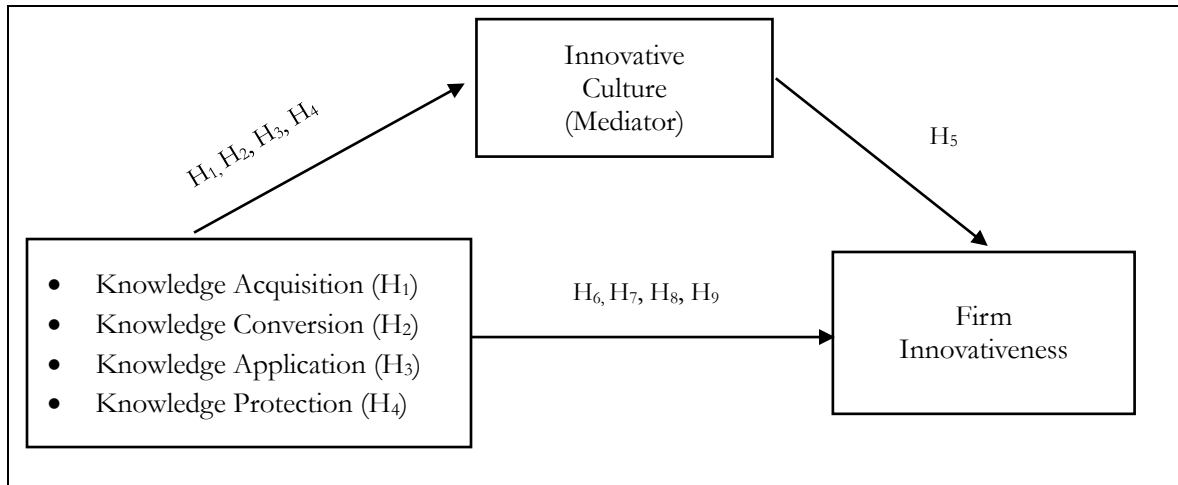 Innovative
Culture
(Mediator)
H₁, H₂, H₃, H₄
H₅
• Knowledge Acquisition (H₁)
• Knowledge Conversion (H₂)
• Knowledge Application (H₃)
• Knowledge Protection (H₄)
H₆, H₇, H₈, H₉
Firm
Innovativeness